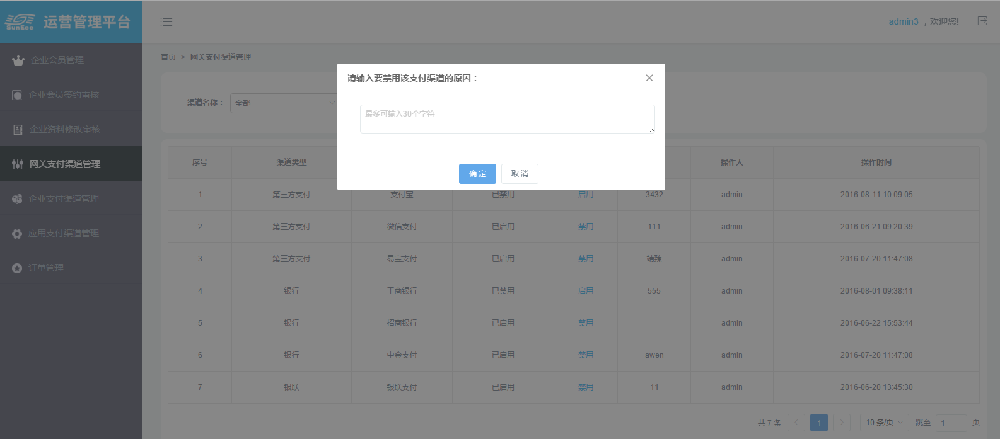 SunEee 运营管理平台
admin3 ，欢迎您!
企业会员管理
企业会员签约审核
企业资料修改审核
网关支付渠道管理
企业支付渠道管理
应用支付渠道管理
订单管理
首页 > 网关支付渠道管理
请输入要禁用该支付渠道的原因：
最多可输入30个字符
确定 取消
渠道名称： 全部
序号 渠道类型 操作人 操作时间
1 第三方支付 支付宝 已禁用 启用 3432 admin 2016-08-11 10:09:05
2 第三方支付 微信支付 已启用 禁用 111 admin 2016-06-21 09:20:39
3 第三方支付 易宝支付 已启用 禁用 靖臻 admin 2016-07-20 11:47:08
4 银行 工商银行 已禁用 启用 555 admin 2016-08-01 09:38:11
5 银行 招商银行 已启用 禁用 admin 2016-06-22 15:53:44
6 银行 中金支付 已启用 禁用 awen admin 2016-07-20 11:47:08
7 银联 银联支付 已启用 禁用 11 admin 2016-06-20 13:45:30
共 7 条 < 1 > 10 条/页 跳至 1 页